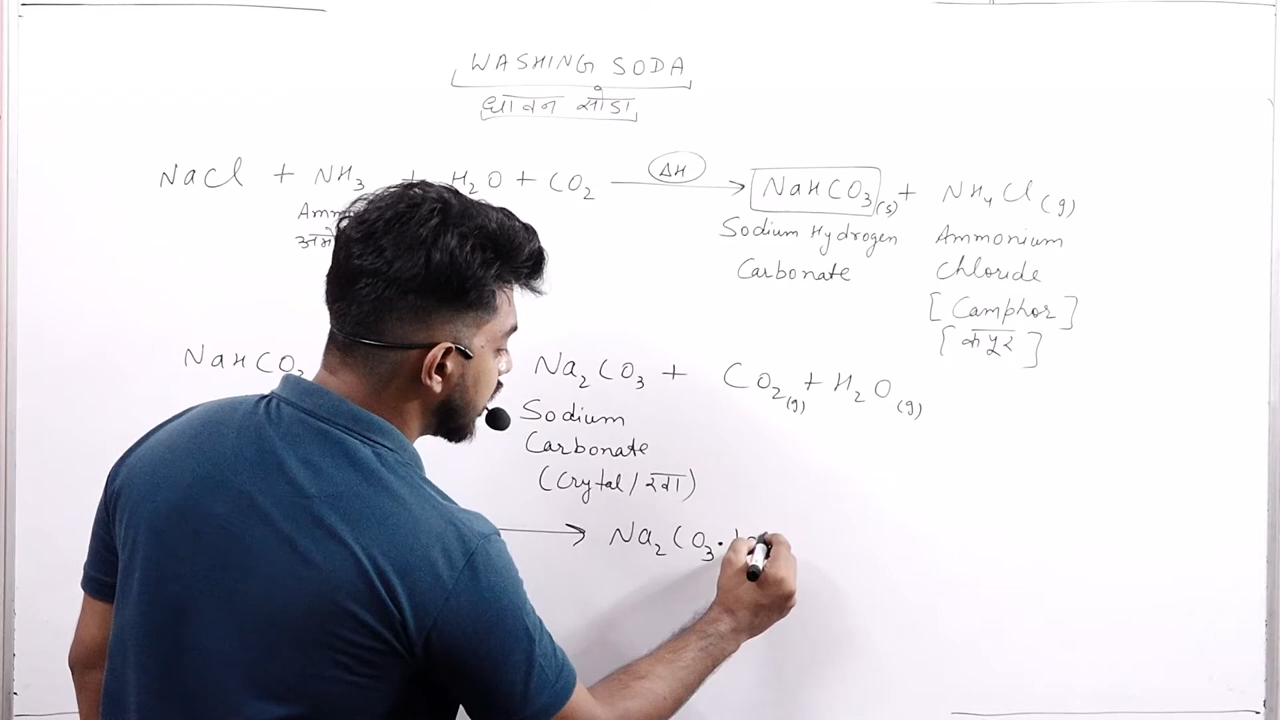 WASHING SODA
धावन सोडा
NaCl + NH3 + H2O + CO2 ΔH → NaHCO3(s) + NH4Cl(g)
Sodium Hydrogen Carbonate
Ammonium Chloride
[Camphor]
[कपुर]
NaHCO3
Na2CO3 + CO2(g) + H2O(g)
Sodium
Carbonate
(Crytal/रवा)
→ Na2CO3.